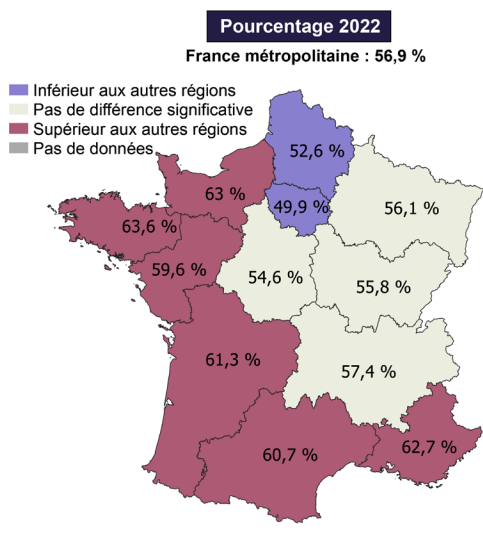 Pourcentage 2022
France métropolitaine : 56,9 %
Inférieur aux autres régions
Pas de différence significative
Supérieur aux autres régions
Pas de données
52,6 %
63 %
49,9 %
56,1 %
63,6 %
59,6 %
54,6 %
55,8 %
61,3 %
57,4 %
60,7 %
62,7 %